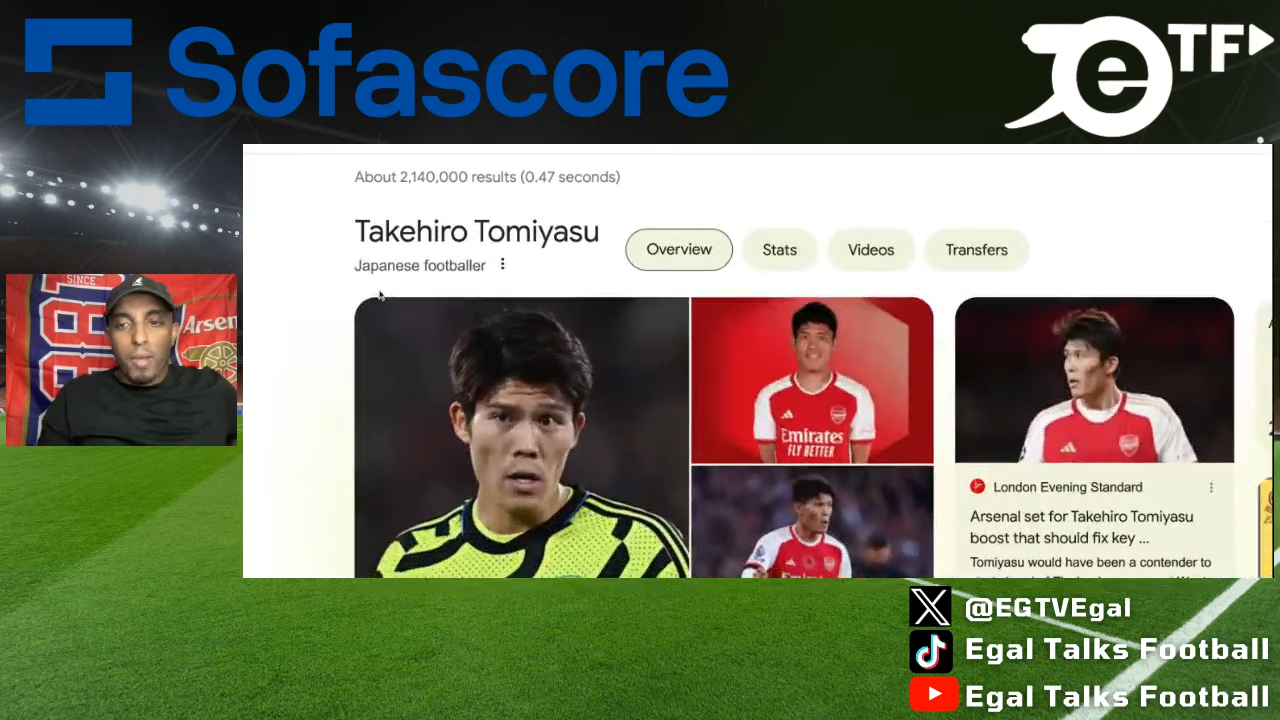 Sofascore
eTF
About 2,140,000 results (0.47 seconds)
Takehiro Tomiyasu
Japanese footballer
Overview
Stats
Videos
Transfers
SINCE
Arsen
Emirates
FLY BETTER
London Evening Standard
Arsenal set for Takehiro Tomiyasu
boost that should fix key ...
Tomiyasu would have been a contender to
@EGTVEgal
Egal Talks Football
Egal Talks Football